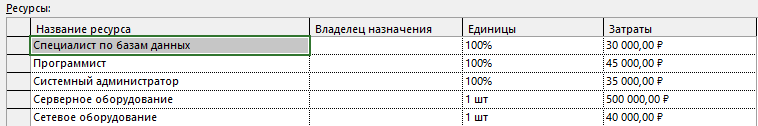 Ресурсы:
Название ресурса Владелец назначения Единицы Затраты
Специалист по базам данных 100% 30 000,00 ₽
Программист 100% 45 000,00 ₽
Системный администратор 100% 35 000,00 ₽
Серверное оборудование 1 шт 500 000,00 ₽
Сетевое оборудование 1 шт 40 000,00 ₽